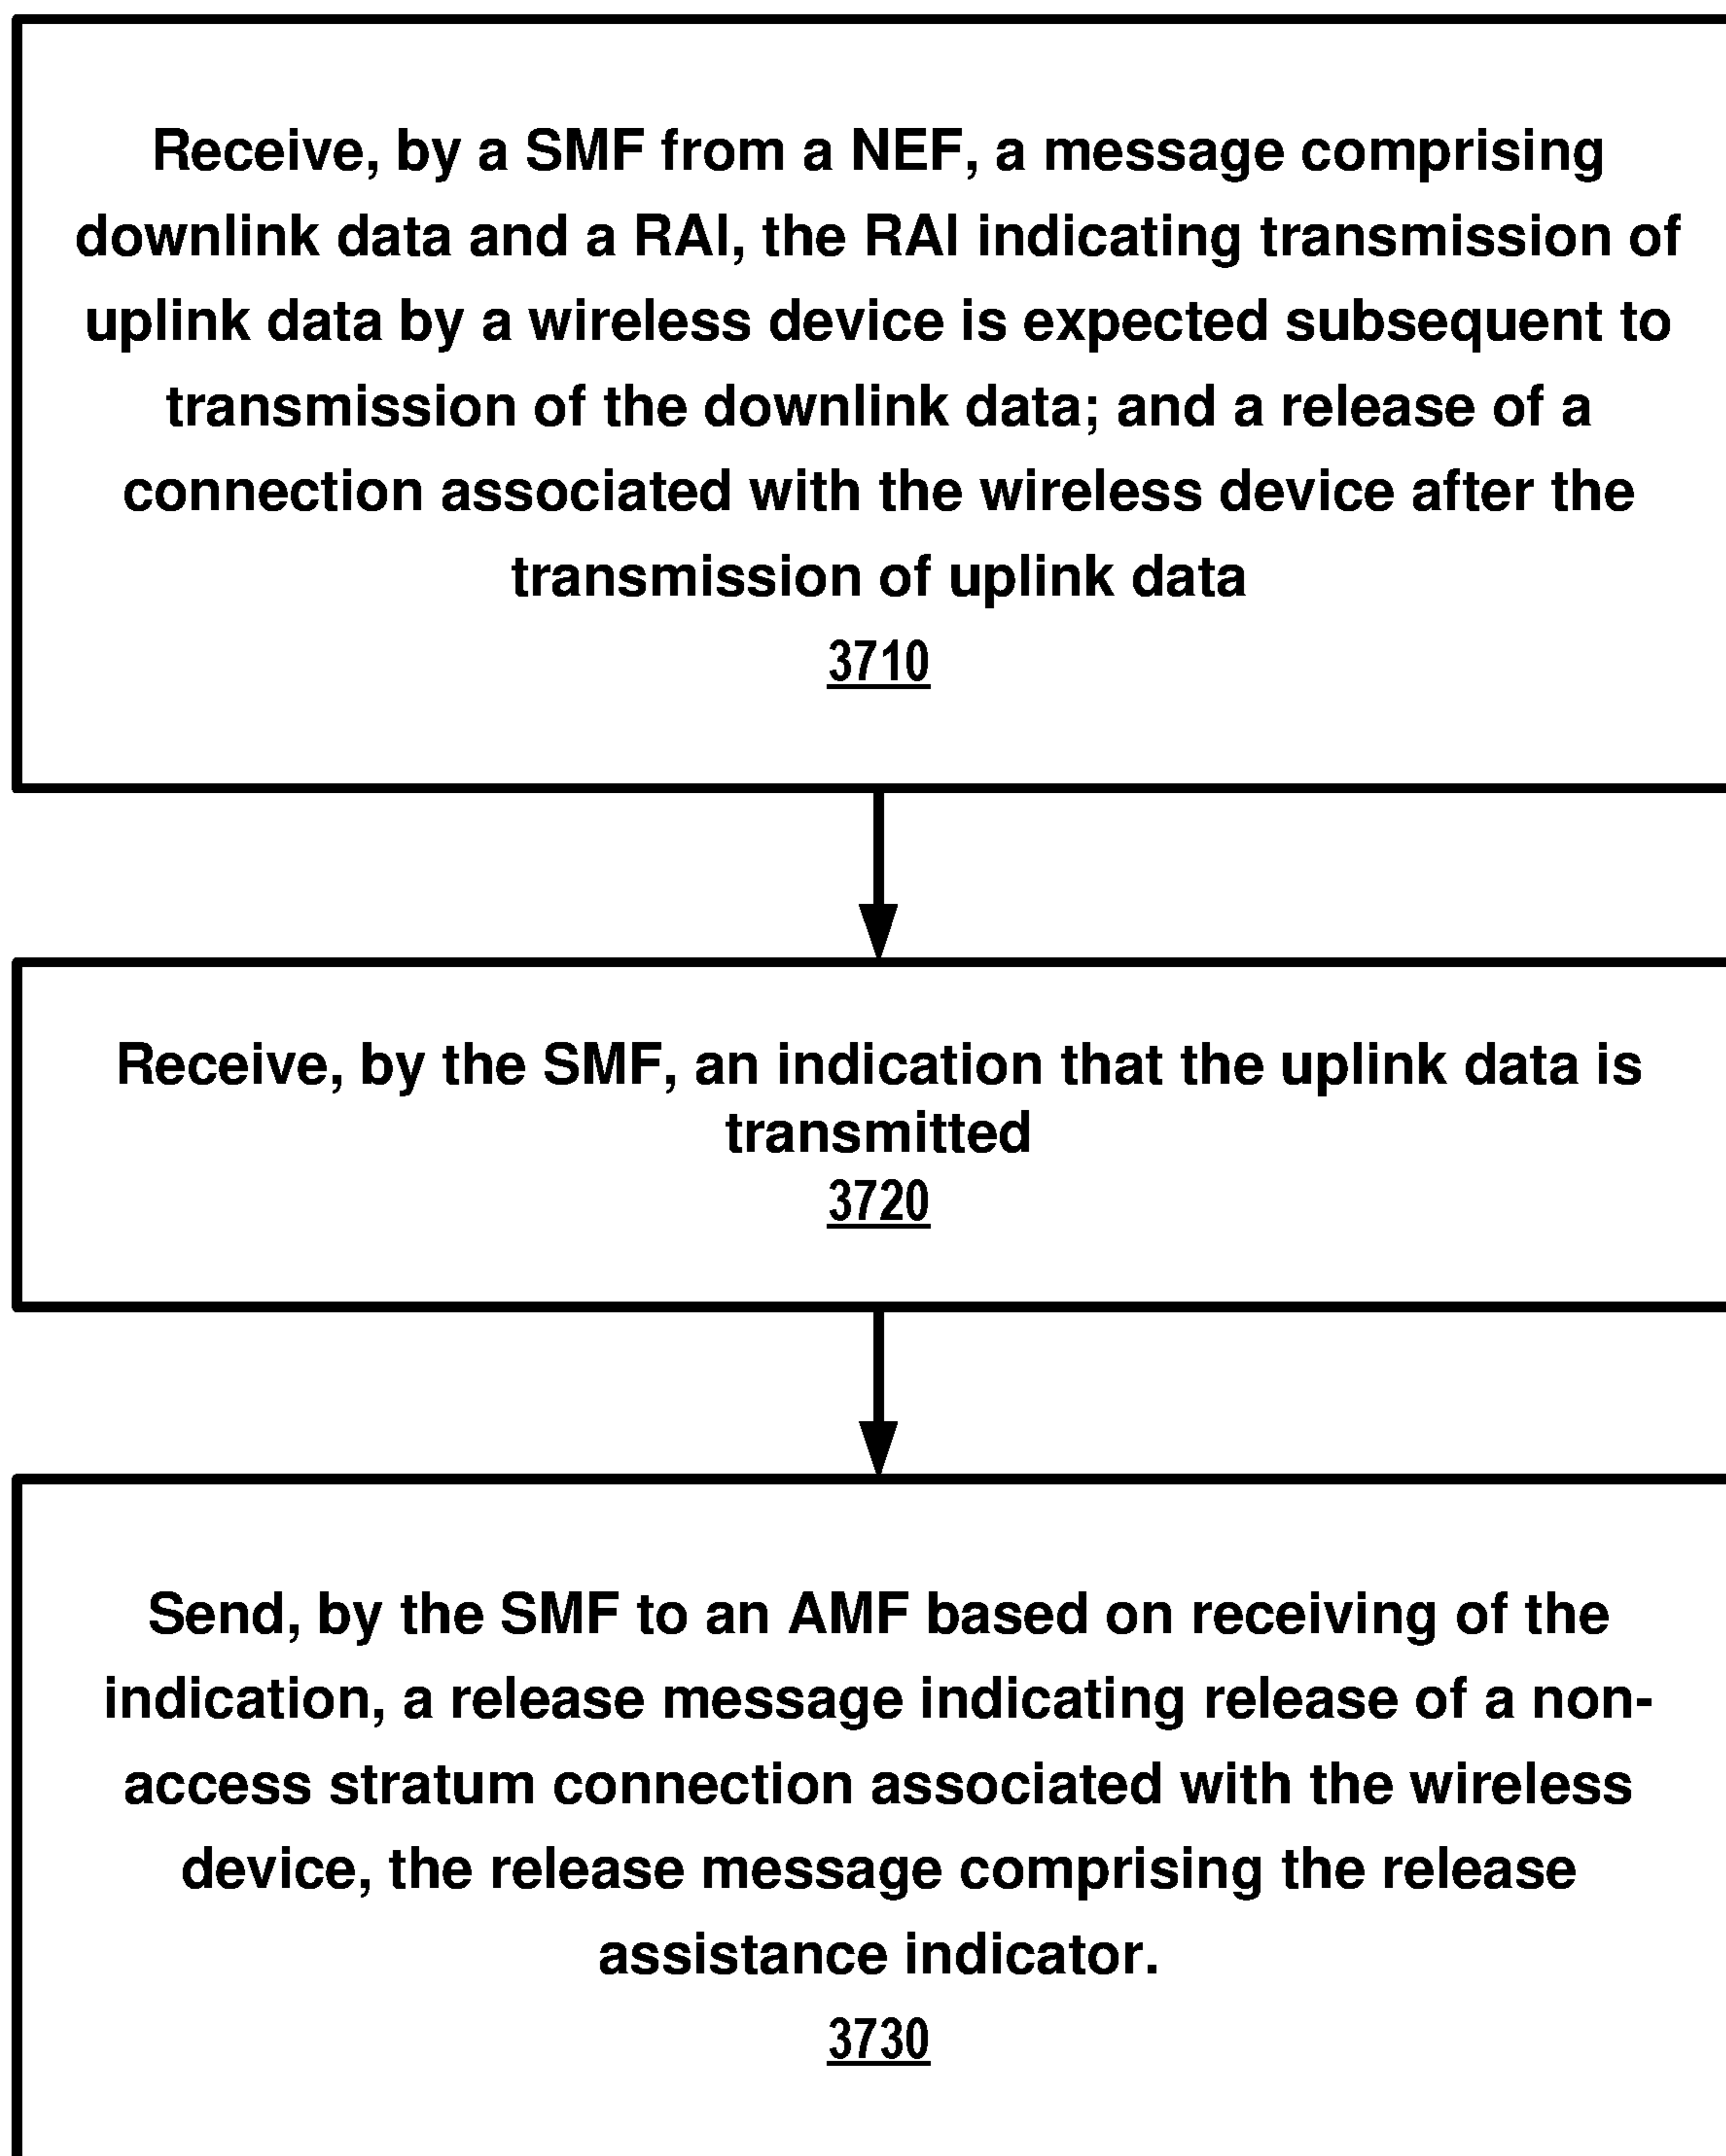 Receive, by a SMF from a NEF, a message comprising
downlink data and a RAI, the RAI indicating transmission of
uplink data by a wireless device is expected subsequent to
transmission of the downlink data; and a release of a
connection associated with the wireless device after the
transmission of uplink data
3710
Receive, by the SMF, an indication that the uplink data is
transmitted
3720
Send, by the SMF to an AMF based on receiving of the
indication, a release message indicating release of a non-
access stratum connection associated with the wireless
device, the release message comprising the release
assistance indicator.
3730